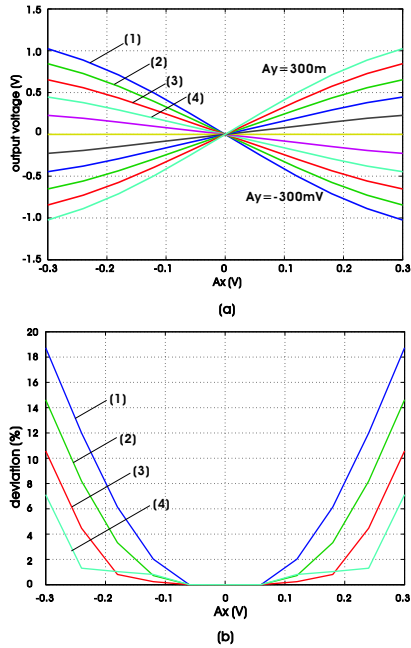 1.5
1.0
0.5
0
-0.5
-1.0
-1.5
output voltage (V)
(1)
(2)
(3)
(4)
Ay=300m
Ay=-300mV
-0.3 -0.2 -0.1 0 0.1 0.2 0.3
Ax (V)
(a)
20
18
16
14
12
10
8
6
4
2
0
deviation (%)
(1)
(2)
(3)
(4)
-0.3 -0.2 -0.1 0 0.1 0.2 0.3
Ax (V)
(b)